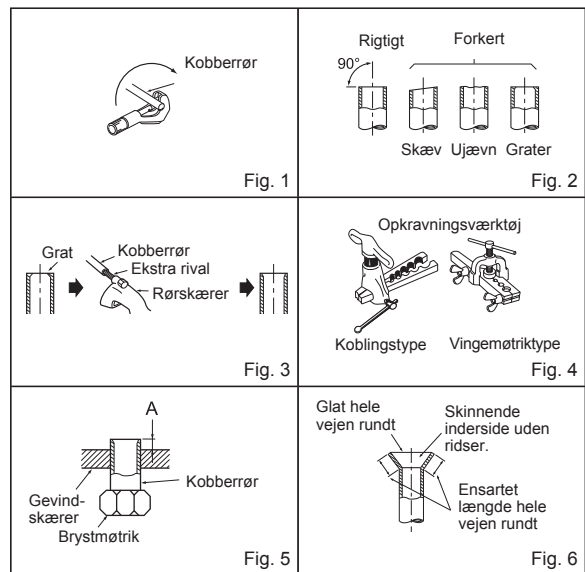 Kobberrør
Fig. 1
Rigtigt
Forkert
90°
Skæv Ujævn Grater
Fig. 2
Grat
Kobberrør
Ekstra rival
Rørskærer
Fig. 3
Opkravningsværktøj
Koblingstype
Vingemøtriktype
Fig. 4
A
Kobberrør
Gevind-
skærer
Brystmøtrik
Fig. 5
Glat hele
vejen rundt
Skinnende
inderside uden
ridser.
Ensartet
længde hele
vejen rundt
Fig. 6